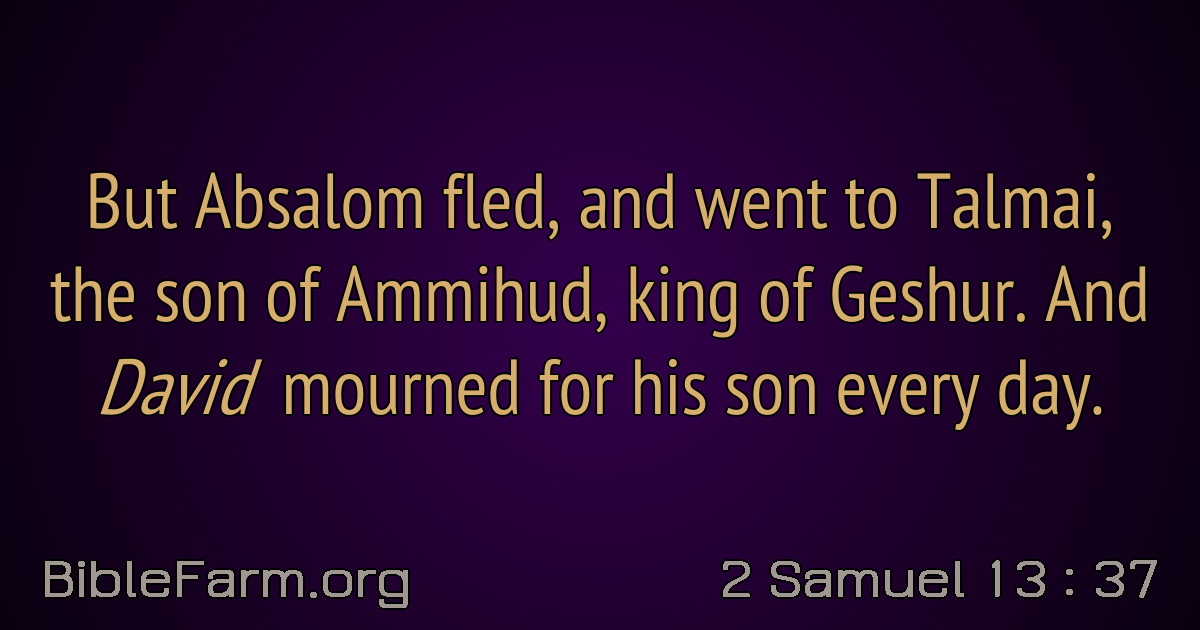 But Absalom fled, and went to Talmai,
the son of Ammihud, king of Geshur. And
David mourned for his son every day.
BibleFarm.org
2 Samuel 13 : 37